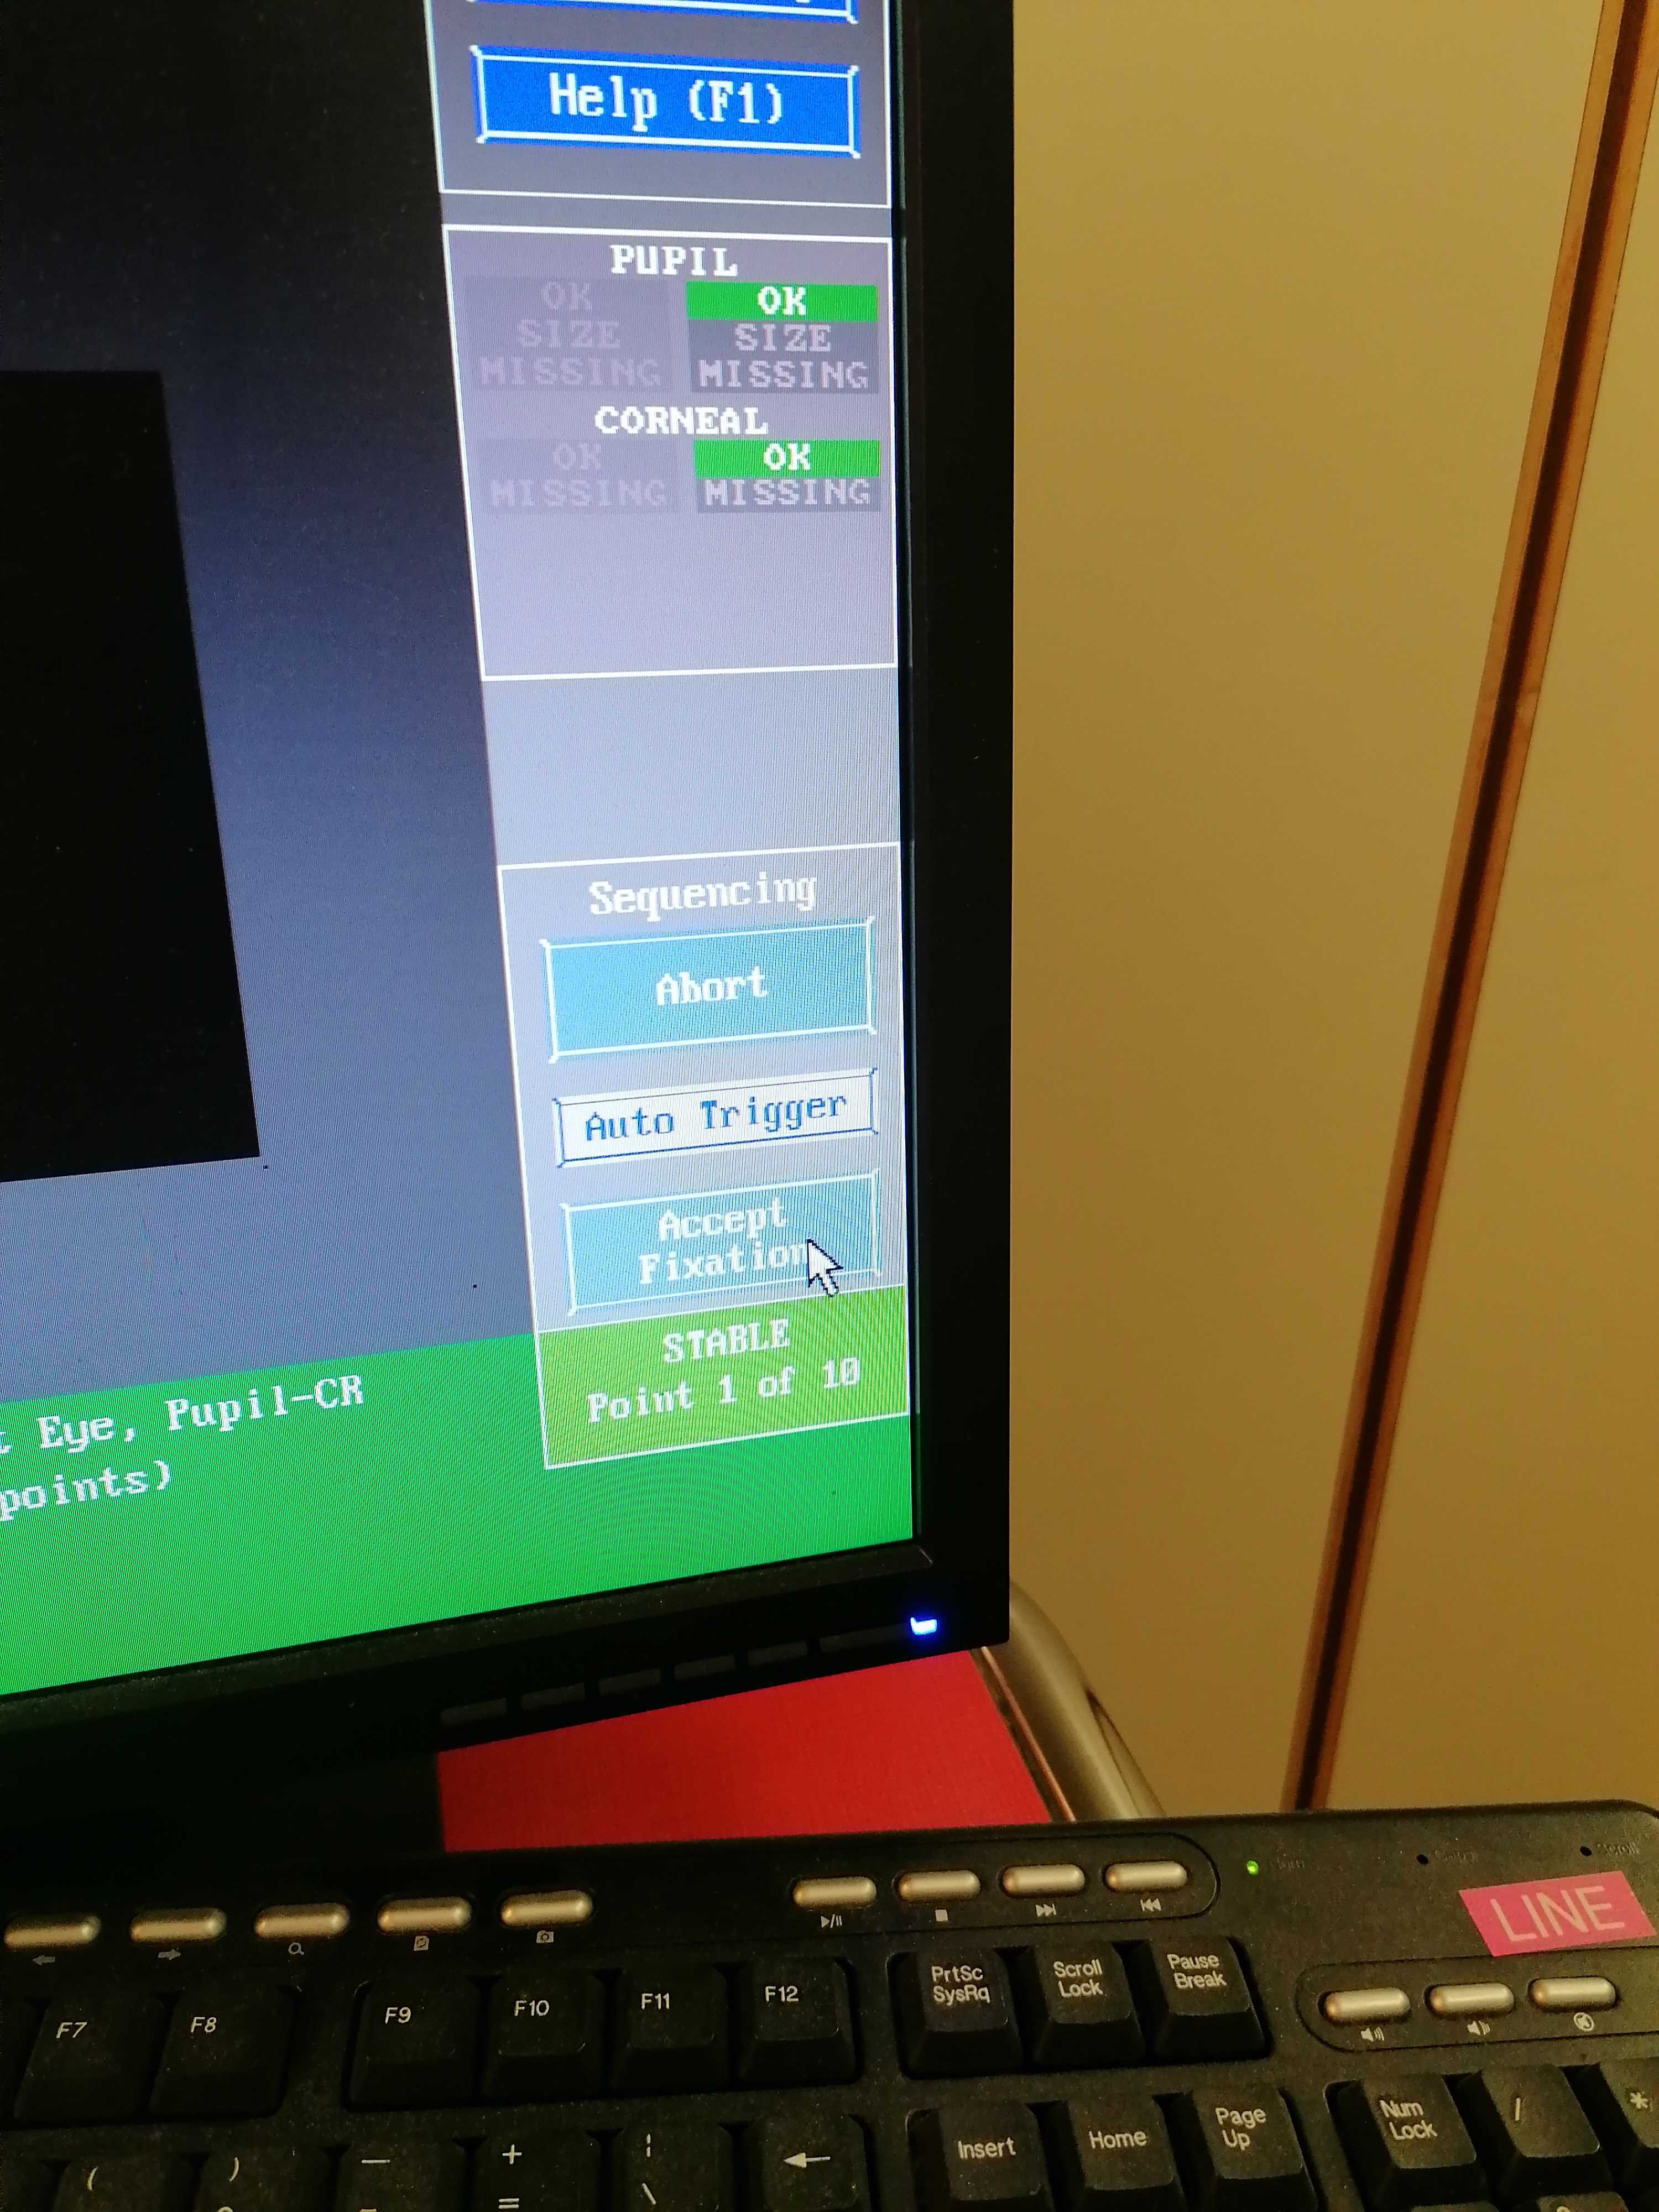 Help (F1)
PUPIL
OK OK
SIZE SIZE
MISSING MISSING
CORNEAL
OK OK
MISSING MISSING
Sequencing
Abort
Auto Trigger
Accept
Fixation
STABLE
Point 1 of 10
Eye, Pupil-CR
points)
LINE
F7 F8 F9 F10 F11 F12
PrtSc
SysRq
Scroll
Lock
Pause
Break
Insert Home
Page
Up
Num
Lock
/ *
( ) — + ¦
= \